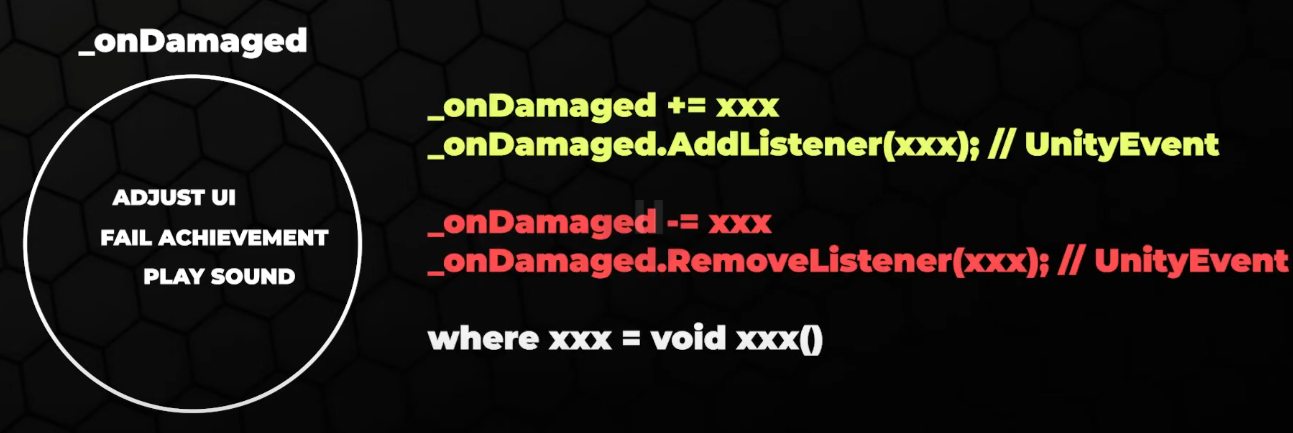 _onDamaged
ADJUST UI
FAIL ACHIEVEMENT
PLAY SOUND
_onDamaged += xxx
_onDamaged.AddListener(xxx); // UnityEvent
_onDamaged -= xxx
_onDamaged.RemoveListener(xxx); // UnityEvent
where xxx = void xxx()